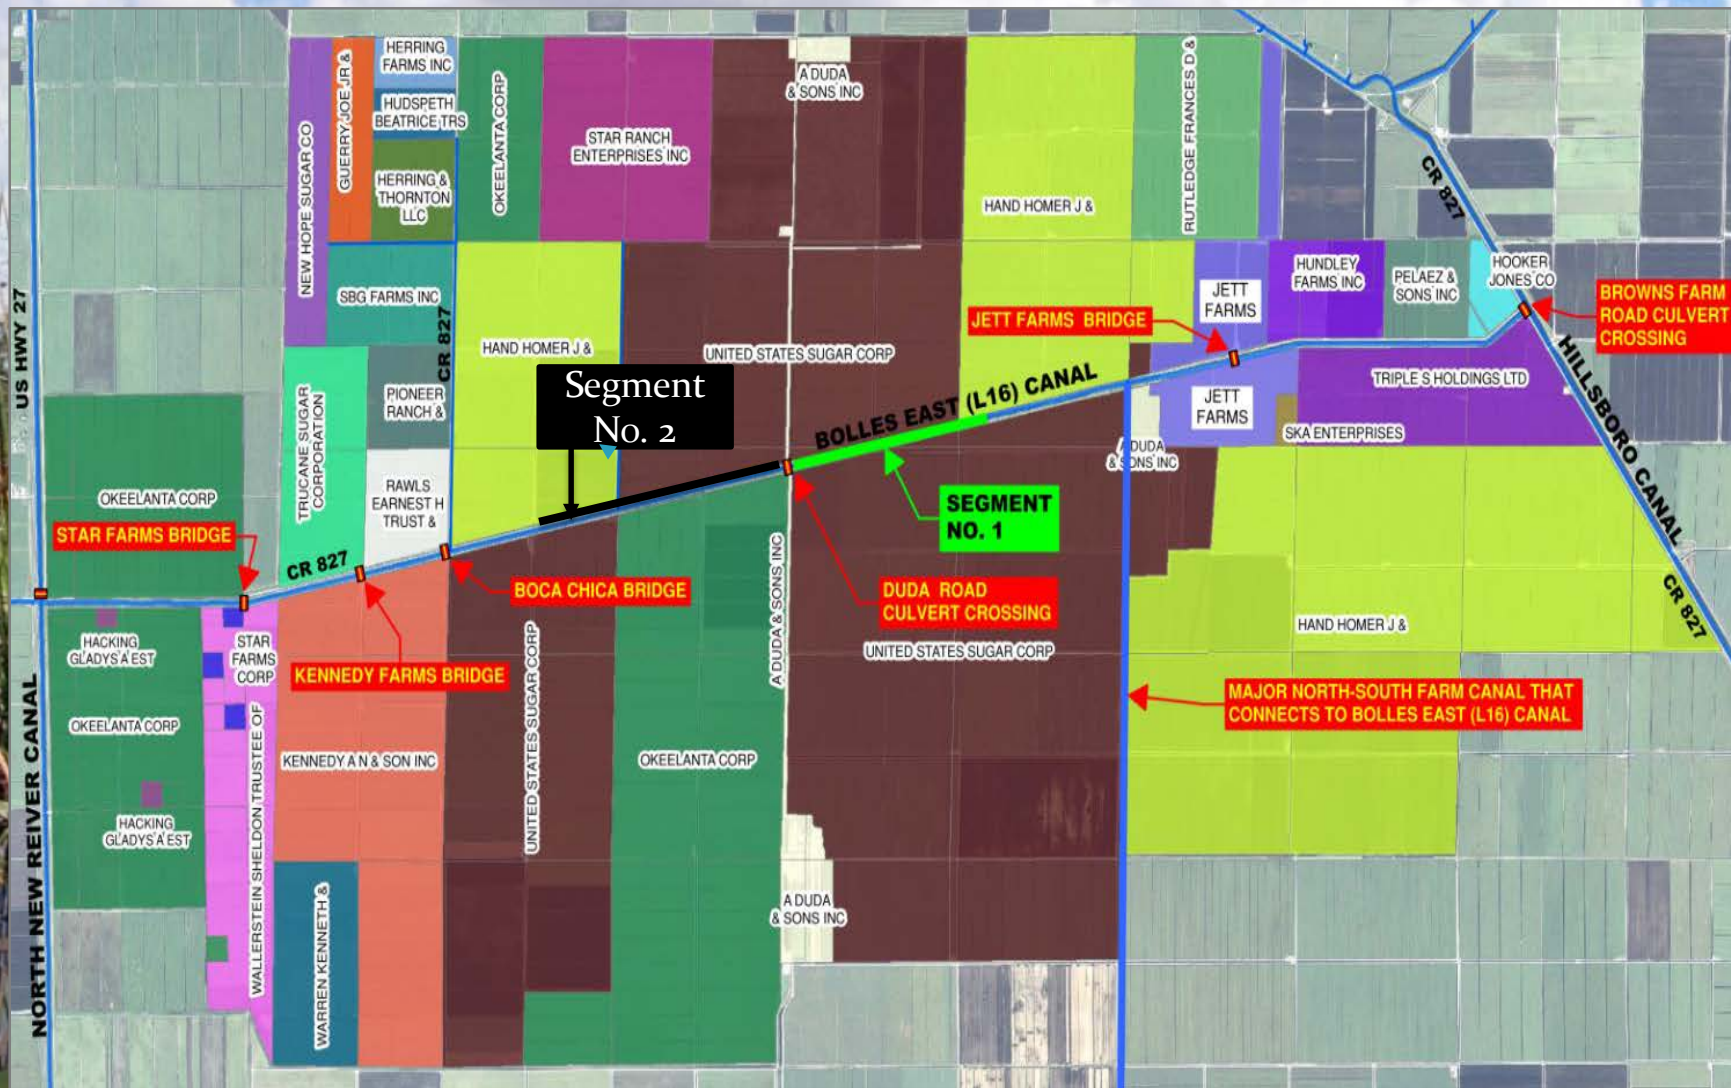 HERRING
FARMS INC
GUERRY JOE JR &
HUDSPETH
BEATRICE TRS
HERRING &
THORNTON
LLC
NEW HOPE SUGAR CO
OKEELANTA CORP
STAR RANCH
ENTERPRISES INC
A DUDA
& SONS INC
HAND HOMER J &
RUTLEDGE FRANCES D &
CR 827
SBG FARMS INC
CR 827
HAND HOMER J &
UNITED STATES SUGAR CORP
JETT
FARMS
HUNDLEY
FARMS INC
PELAEZ &
SONS INC
HOOKER
JONES CO
BROWNS FARM
ROAD CULVERT
CROSSING
JETT FARMS BRIDGE
US HWY 27
TRUCANE SUGAR
CORPORATION
PIONEER
RANCH &
Segment
No. 2
BOLLES EAST (L16) CANAL
JETT
FARMS
TRIPLE S HOLDINGS LTD
SKA ENTERPRISES
HILLSBORO CANAL
A DUDA
& SONS INC
OKEELANTA CORP
RAWLS
EARNEST H
TRUST &
SEGMENT
NO. 1
STAR FARMS BRIDGE
CR 827
BOCA CHICA BRIDGE
A DUDA & SONS INC
DUDA ROAD
CULVERT CROSSING
CR 827
HAND HOMER J &
HACKING
GLADYS A EST
STAR
FARMS
CORP
KENNEDY FARMS BRIDGE
UNITED STATES SUGAR CORP
UNITED STATES SUGAR CORP
MAJOR NORTH-SOUTH FARM CANAL THAT
CONNECTS TO BOLLES EAST (L16) CANAL
NORTH NEW REIVER CANAL
OKEELANTA CORP
WALLERSTEIN SHELDON TRUSTEE OF
KENNEDY A N & SON INC
OKEELANTA CORP
HACKING
GLADYS A EST
WARREN KENNETH &
A DUDA
& SONS INC